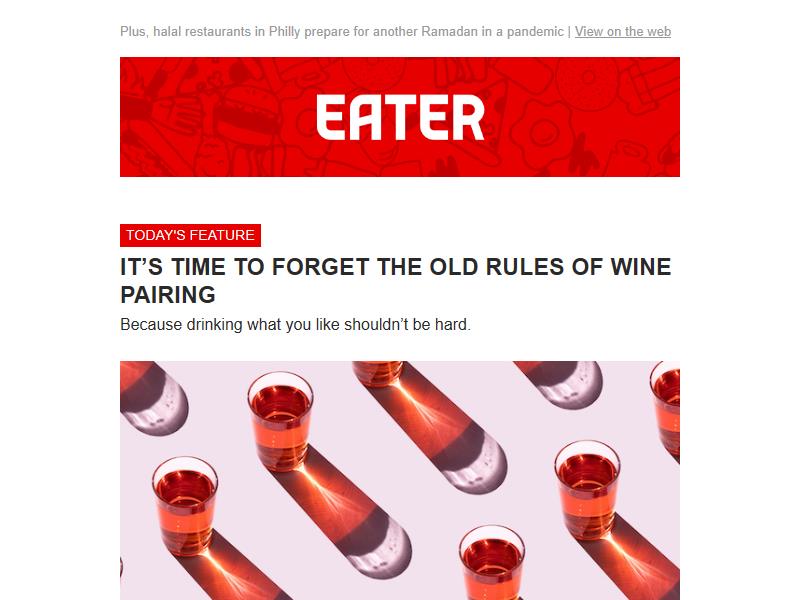 Plus, halal restaurants in Philly prepare for another Ramadan in a pandemic | View on the web
EATER
TODAY'S FEATURE
IT’S TIME TO FORGET THE OLD RULES OF WINE
PAIRING
Because drinking what you like shouldn’t be hard.